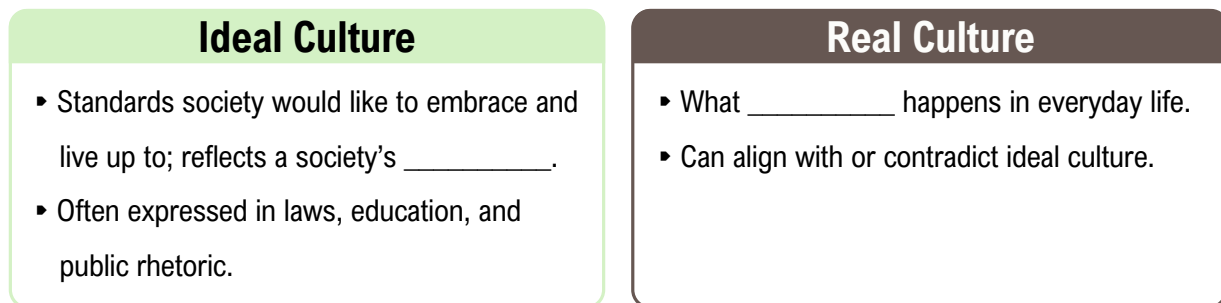 Ideal Culture
‣ Standards society would like to embrace and
live up to; reflects a society's __________.
‣ Often expressed in laws, education, and
public rhetoric.
Real Culture
‣ What __________ happens in everyday life.
‣ Can align with or contradict ideal culture.